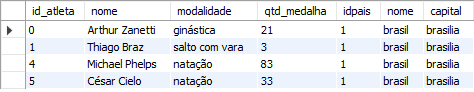 id_atleta nome modalidade qtd_medalha idpais nome capital
0 Arthur Zanetti ginástica 21 1 brasil brasilia
1 Thiago Braz salto com vara 3 1 brasil brasilia
4 Michael Phelps natação 83 1 brasil brasilia
5 César Cielo natação 33 1 brasil brasilia